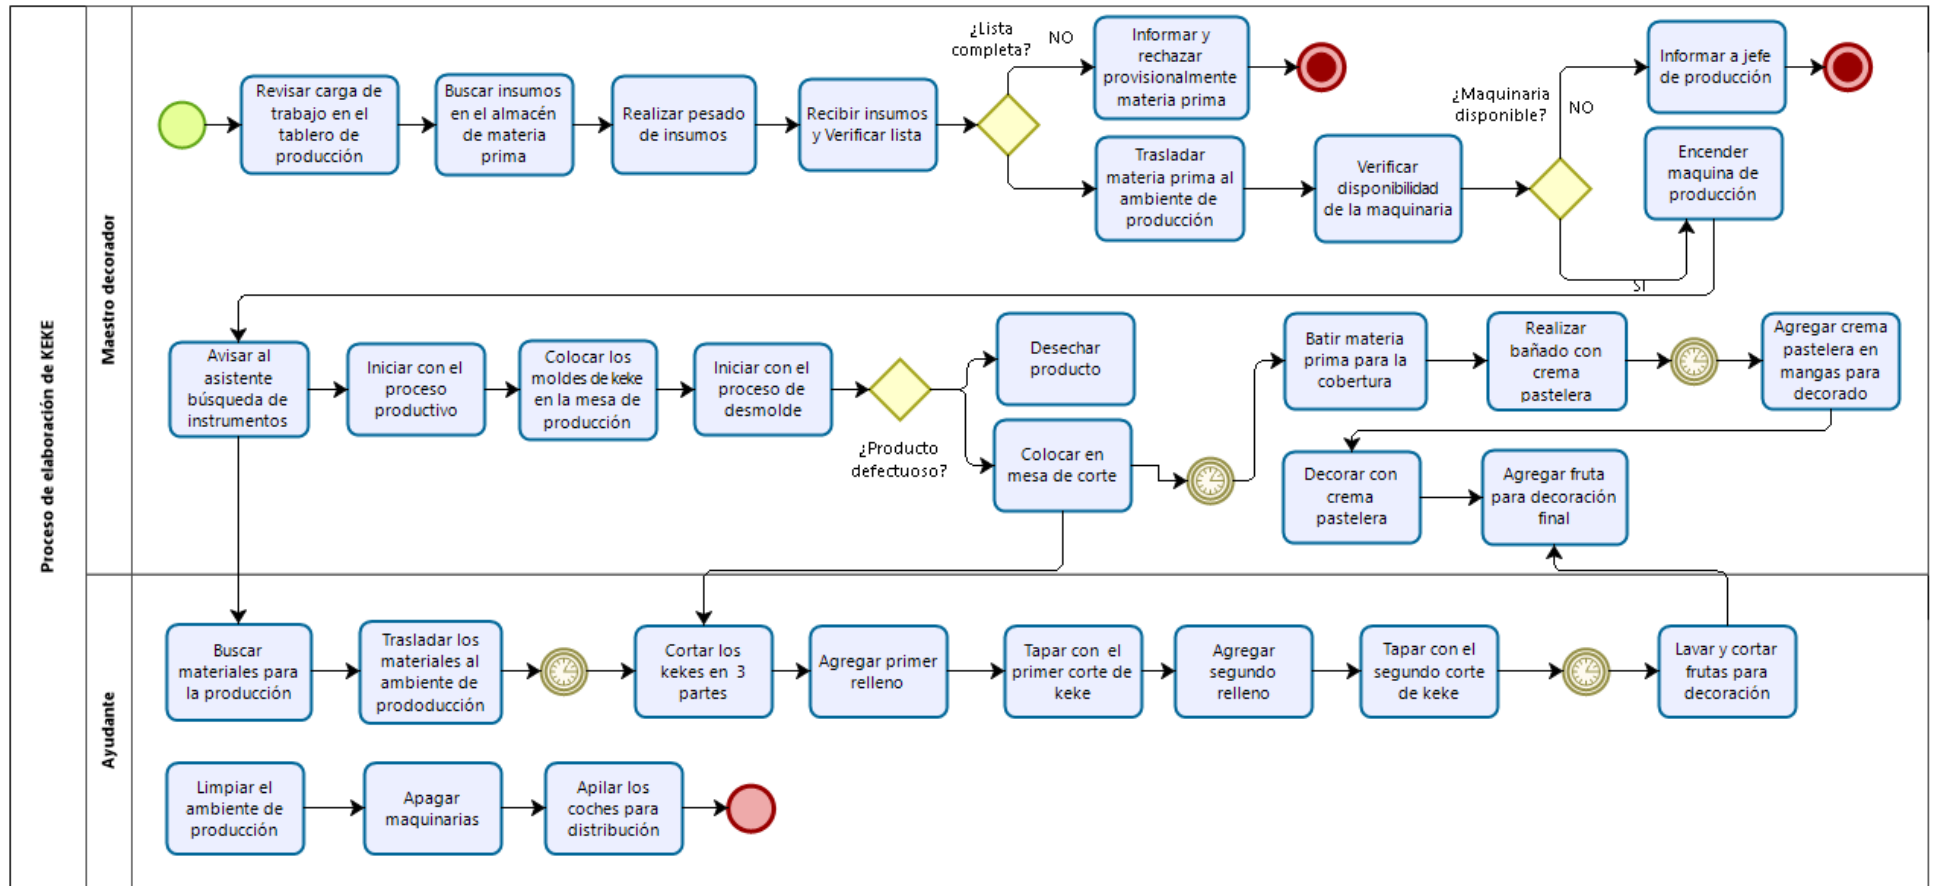 Proceso de elaboración de KEKE
Maestro decorador
Revisar carga de
trabajo en el
tablero de
producción
Buscar insumos
en el almacén
de materia
prima
Realizar pesado
de insumos
Recibir insumos
y Verificar lista
¿Lista
completa?
NO
Informar y
rechazar
provisionalmente
materia prima
Trasladar
materia prima al
ambiente de
producción
Verificar
disponibilidad
de la maquinaria
¿Maquinaria
disponible?
NO
Informar a jefe
de producción
Encender
maquina de
producción
SI
Avisar al
asistente
búsqueda de
instrumentos
Iniciar con el
proceso
productivo
Colocar los
moldes de keke
en la mesa de
producción
Iniciar con el
proceso de
desmolde
¿Producto
defectuoso?
Desechar
producto
Colocar en
mesa de corte
Batir materia
prima para la
cobertura
Realizar
bañado con
crema
pastelera
Agregar crema
pastelera en
mangas para
decorado
Decorar con
crema
pastelera
Agregar fruta
para decoración
final
Ayudante
Buscar
materiales para
la producción
Trasladar los
materiales al
ambiente de
prododucción
Cortar los
kekes en 3
partes
Agregar primer
relleno
Tapar con el
primer corte de
keke
Agregar
segundo
relleno
Tapar con el
segundo corte
de keke
Lavar y cortar
frutas para
decoración
Limpiar el
ambiente de
producción
Apagar
maquinarias
Apilar los
coches para
distribución